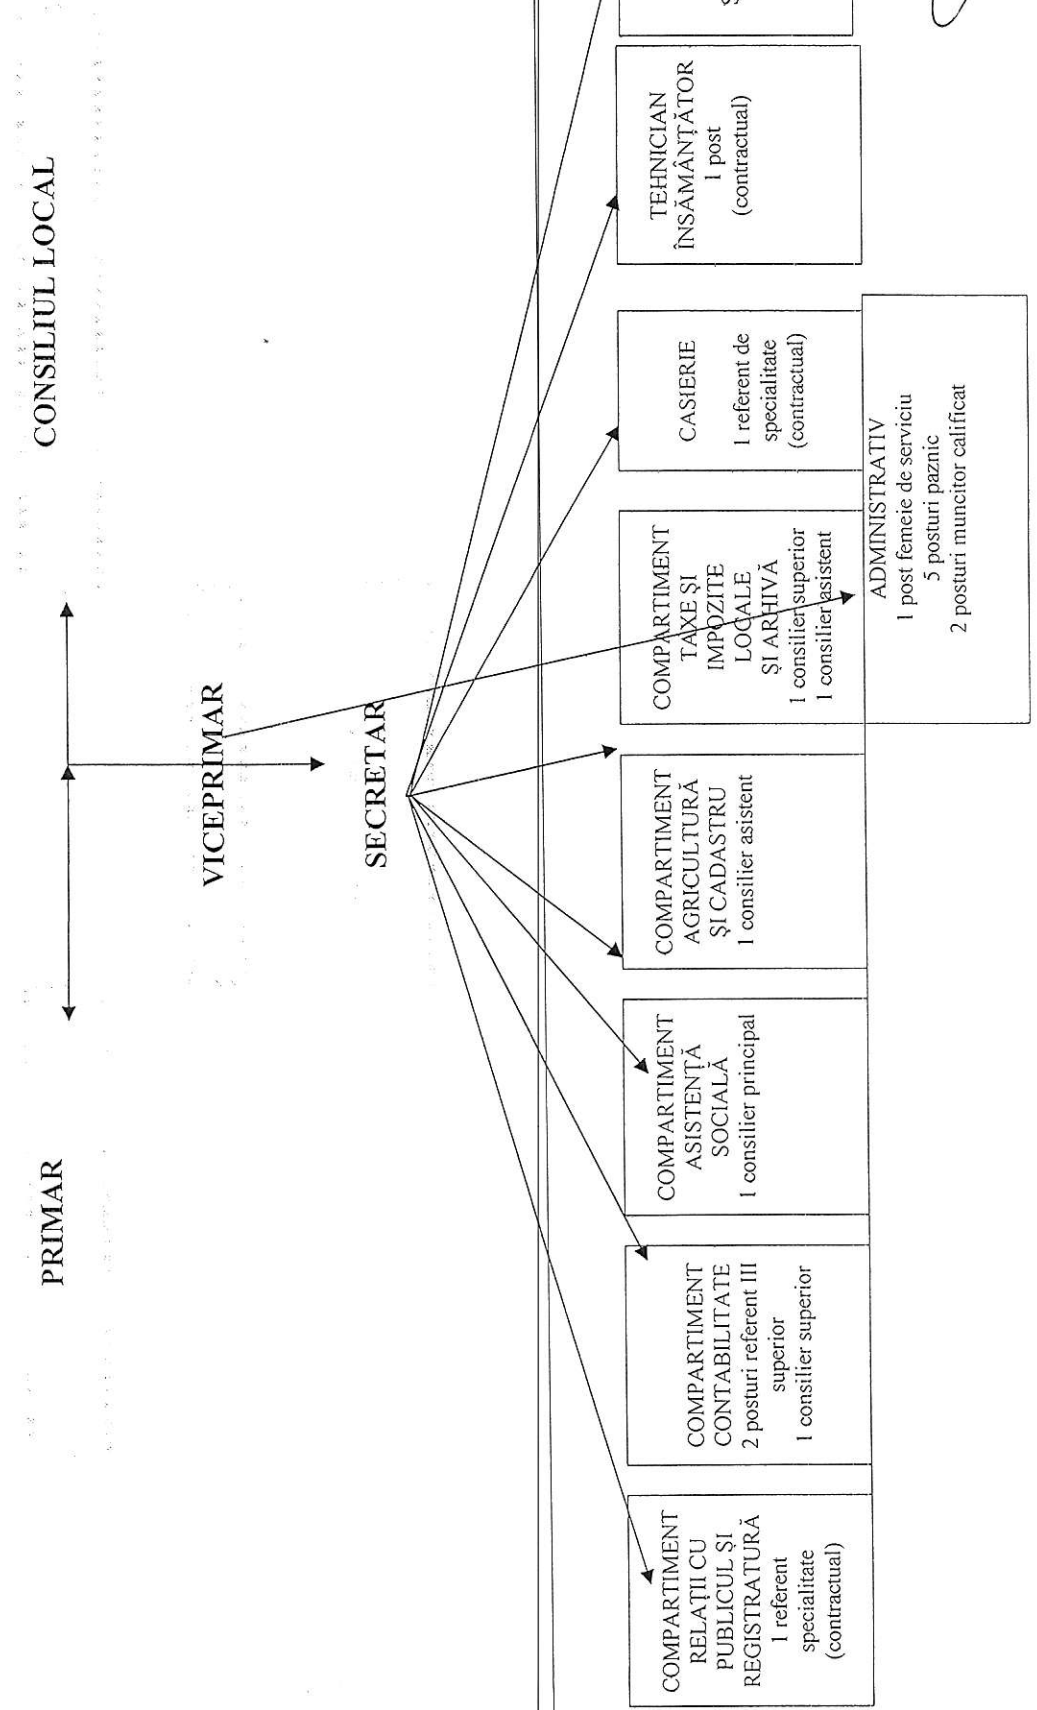 PRIMAR
CONSILIUL LOCAL
VICEPRIMAR
SECRETAR
COMPARTIMENT
RELAȚII CU
PUBLICUL ȘI
REGISTRATURĂ
1 referent
specialitate
(contractual)
COMPARTIMENT
CONTABILITATE
2 posturi referent III
superior
1 consilier superior
COMPARTIMENT
ASISTENȚĂ
SOCIALĂ
1 consilier principal
COMPARTIMENT
AGRICULTURĂ
ȘI CADASTRU
1 consilier asistent
COMPARTIMENT
TAXE ȘI
IMPOZITE
LOCALE
ȘI ARHIVĂ
1 consilier superior
1 consilier asistent
CASIERIE
1 referent de
specialitate
(contractual)
TEHNICIAN
ÎNSĂMÂNȚĂTOR
1 post
(contractual)
ADMINISTRATIV
1 post femeie de serviciu
5 posturi paznic
2 posturi muncitor calificat